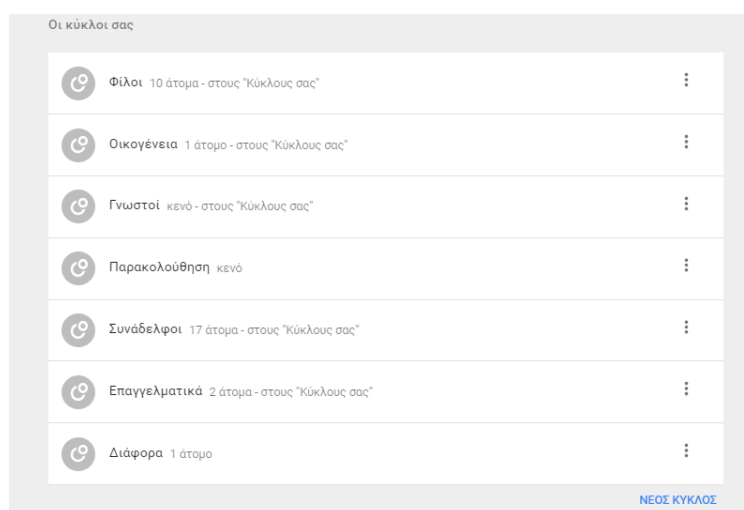 Οι κύκλοι σας
Φίλοι 10 άτομα - στους "Κύκλους σας"
Οικογένεια 1 άτομο - στους "Κύκλους σας"
Γνωστοί κενό - στους "Κύκλους σας"
Παρακολούθηση κενό
Συνάδελφοι 17 άτομα - στους "Κύκλους σας"
Επαγγελματικά 2 άτομα - στους "Κύκλους σας"
Διάφορα 1 άτομο
ΝΕΟΣ ΚΥΚΛΟΣ